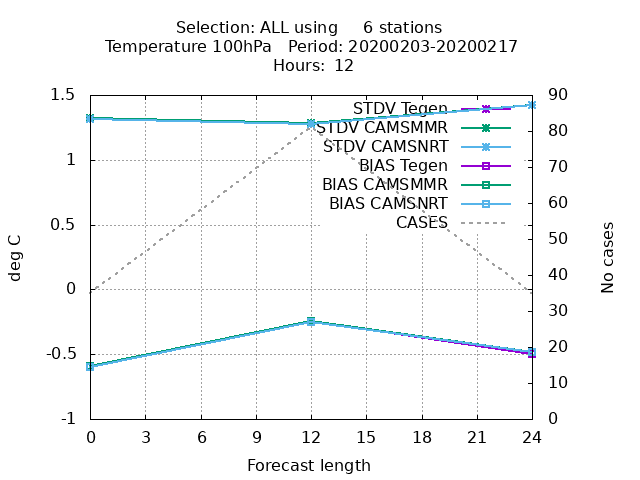 Selection: ALL using     6 stations
Temperature 100hPa   Period: 20200203-20200217
Hours:  12
1.5
1
0.5
0
-0.5
-1
90
80
70
60
50
40
30
20
10
0
deg C
No cases
STDV Tegen
STDV CAMSMMR
STDV CAMSNRT
BIAS Tegen
BIAS CAMSMMR
BIAS CAMSNRT
CASES
0 3 6 9 12 15 18 21 24
Forecast length